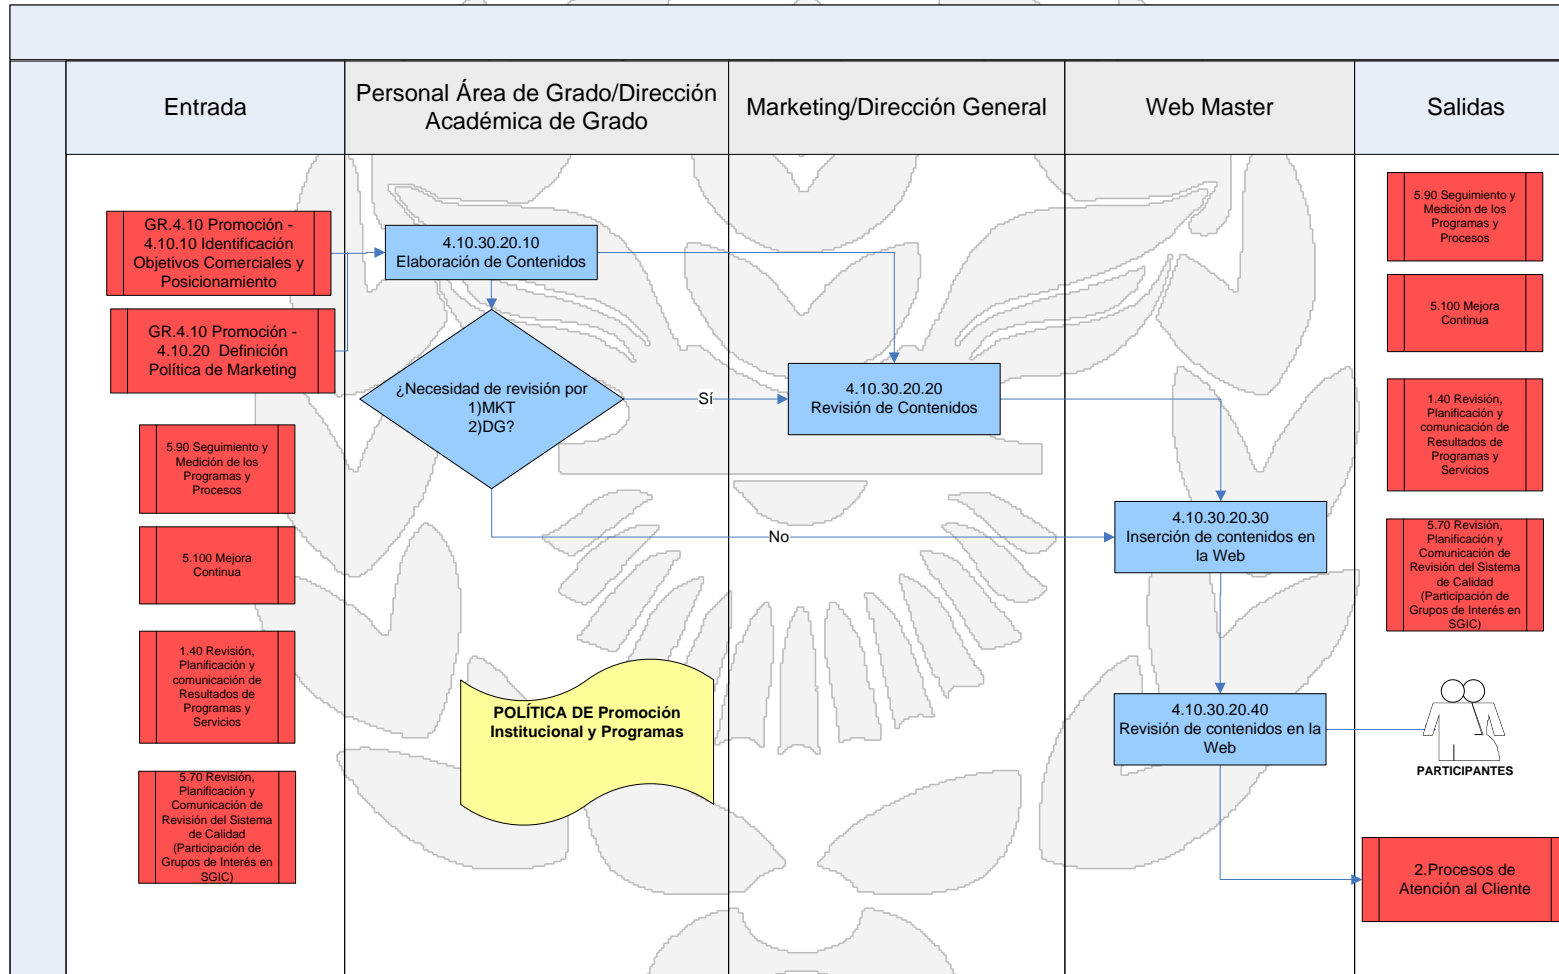 Entrada
Personal Área de Grado/Dirección
Académica de Grado
Marketing/Dirección General
Web Master
Salidas
GR.4.10 Promoción -
4.10.10 Identificación
Objetivos Comerciales y
Posicionamiento
GR.4.10 Promoción -
4.10.20 Definición
Política de Marketing
5.90 Seguimiento y
Medición de los
Programas y
Procesos
5.100 Mejora
Continua
1.40 Revisión,
Planificación y
comunicación de
Resultados de
Programas y
Servicios
5.70 Revisión,
Planificación y
Comunicación de
Revisión del Sistema
de Calidad
(Participación de
Grupos de Interés en
SGIC)
4.10.30.20.10
Elaboración de Contenidos
¿Necesidad de revisión por
1)MKT
2)DG?
Sí
No
POLÍTICA DE Promoción
Institucional y Programas
4.10.30.20.20
Revisión de Contenidos
4.10.30.20.30
Inserción de contenidos en
la Web
4.10.30.20.40
Revisión de contenidos en la
Web
5.90 Seguimiento y
Medición de los
Programas y
Procesos
5.100 Mejora
Continua
1.40 Revisión,
Planificación y
comunicación de
Resultados de
Programas y
Servicios
5.70 Revisión,
Planificación y
Comunicación de
Revisión del Sistema
de Calidad
(Participación de
Grupos de Interés en
SGIC)
PARTICIPANTES
2.Procesos de
Atención al Cliente